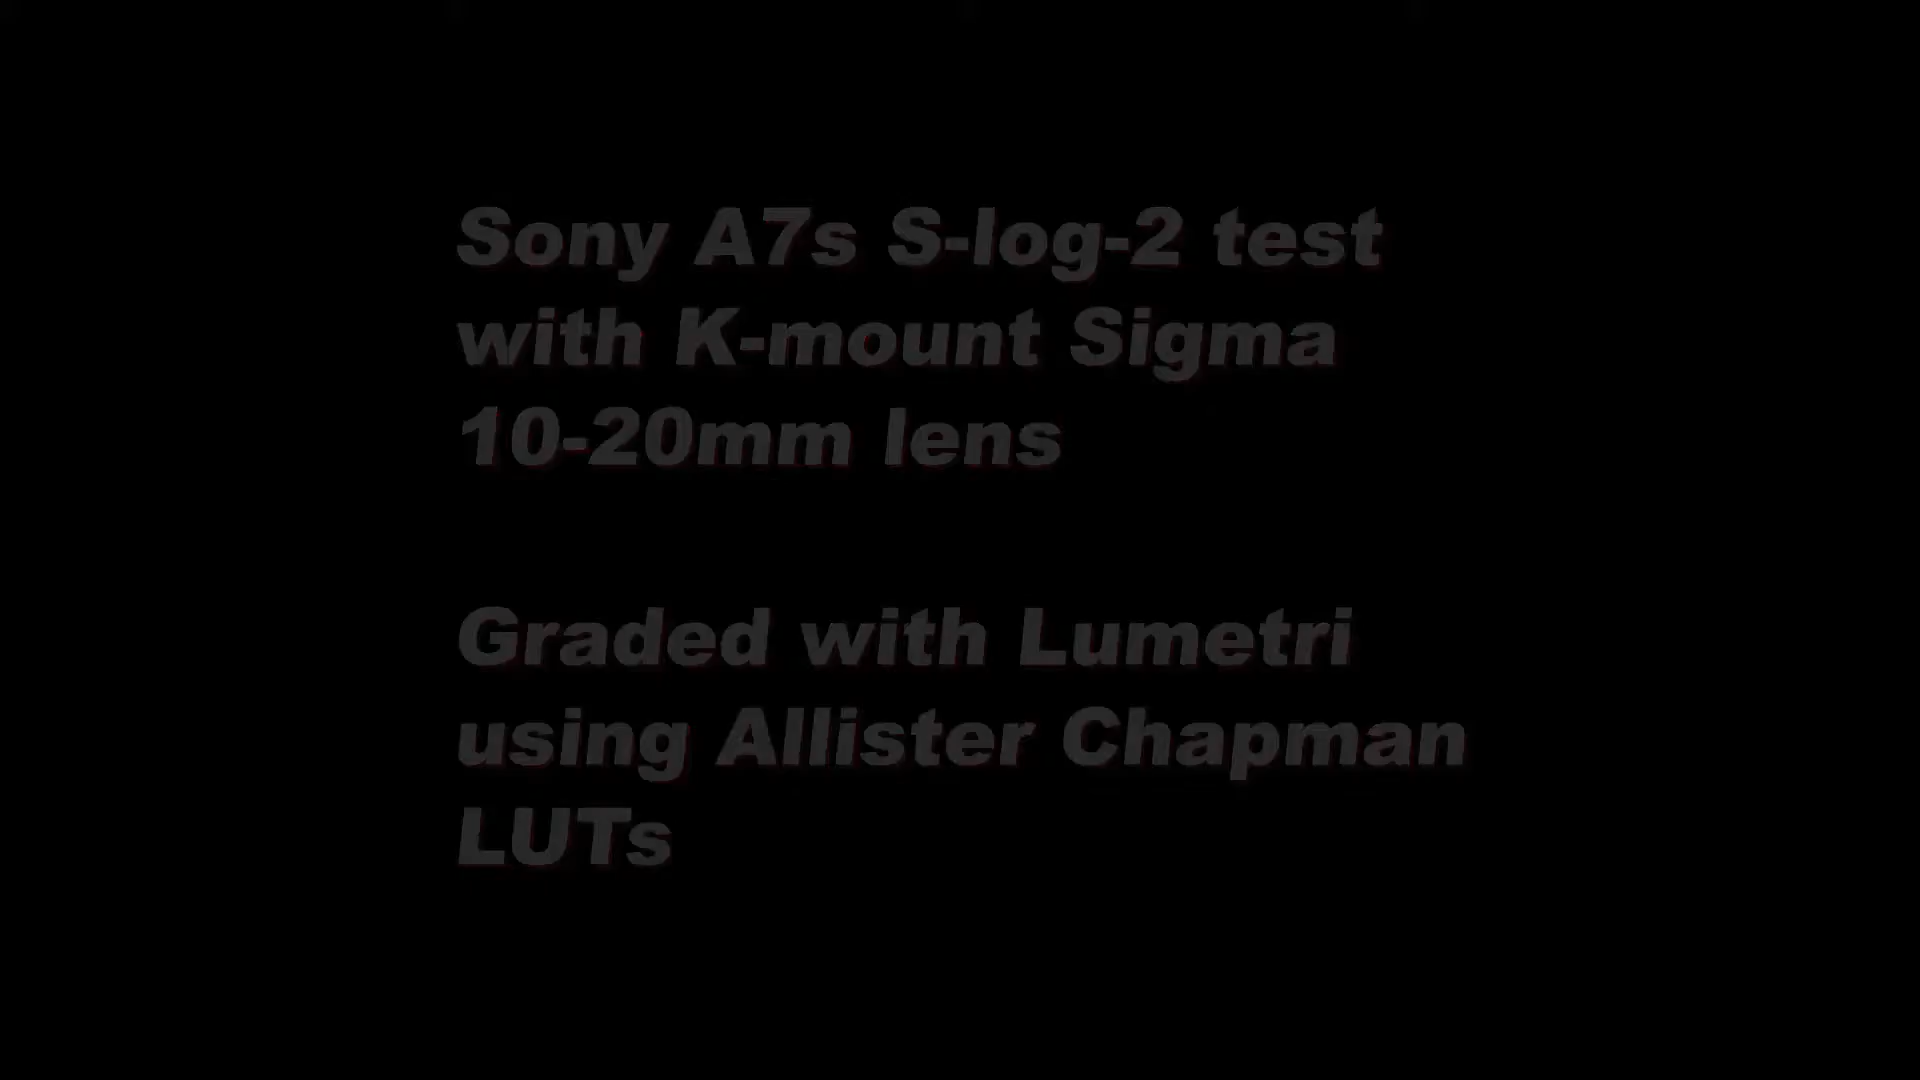 Sony A7s S-log-2 test
with K-mount Sigma
10-20mm lens
Graded with Lumetri
using Allister Chapman
LUTs